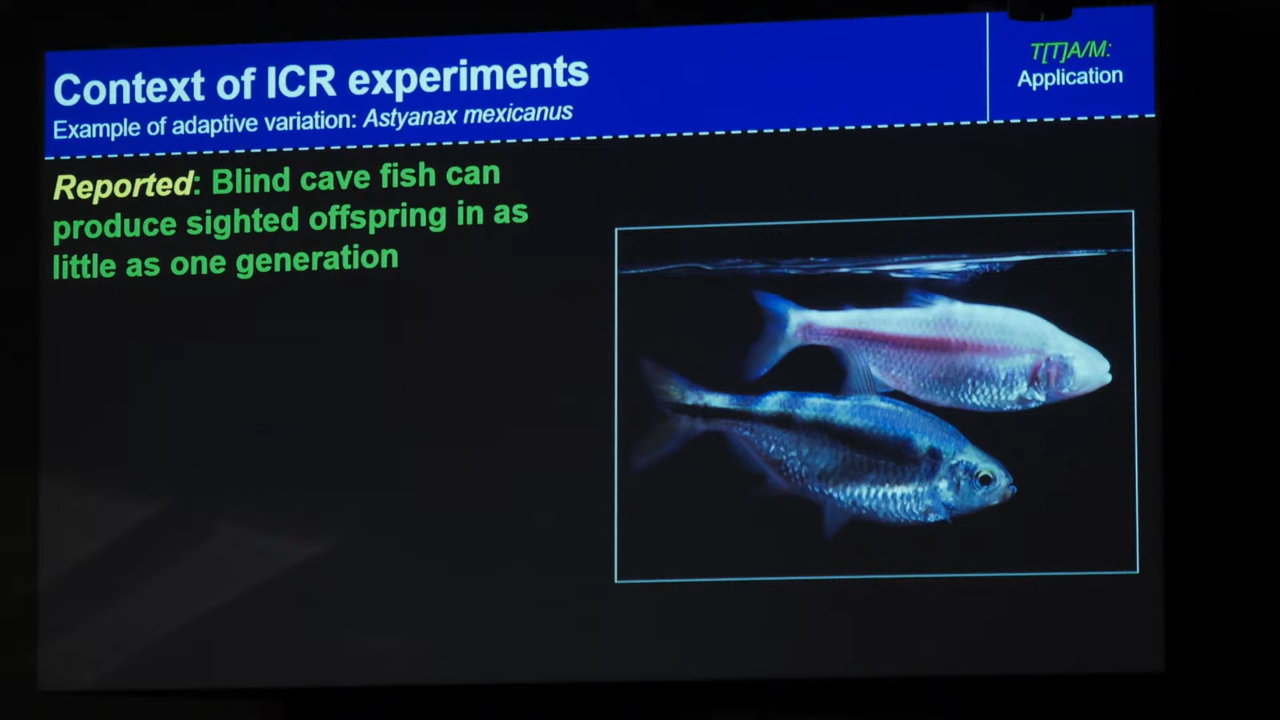 Context of ICR experiments
Example of adaptive variation: Astyanax mexicanus
T[T]A/M:
Application
Reported: Blind cave fish can
produce sighted offspring in as
little as one generation